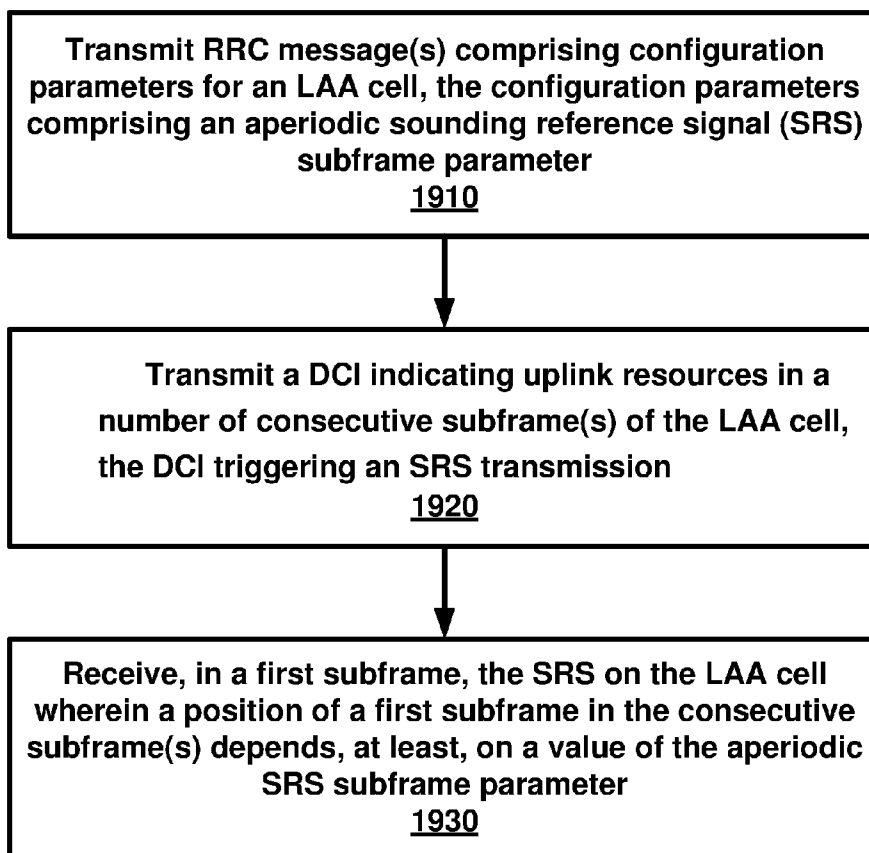 Transmit RRC message(s) comprising configuration
parameters for an LAA cell, the configuration parameters
comprising an aperiodic sounding reference signal (SRS)
subframe parameter
1910
Transmit a DCI indicating uplink resources in a
number of consecutive subframe(s) of the LAA cell,
the DCI triggering an SRS transmission
1920
Receive, in a first subframe, the SRS on the LAA cell
wherein a position of a first subframe in the consecutive
subframe(s) depends, at least, on a value of the aperiodic
SRS subframe parameter
1930